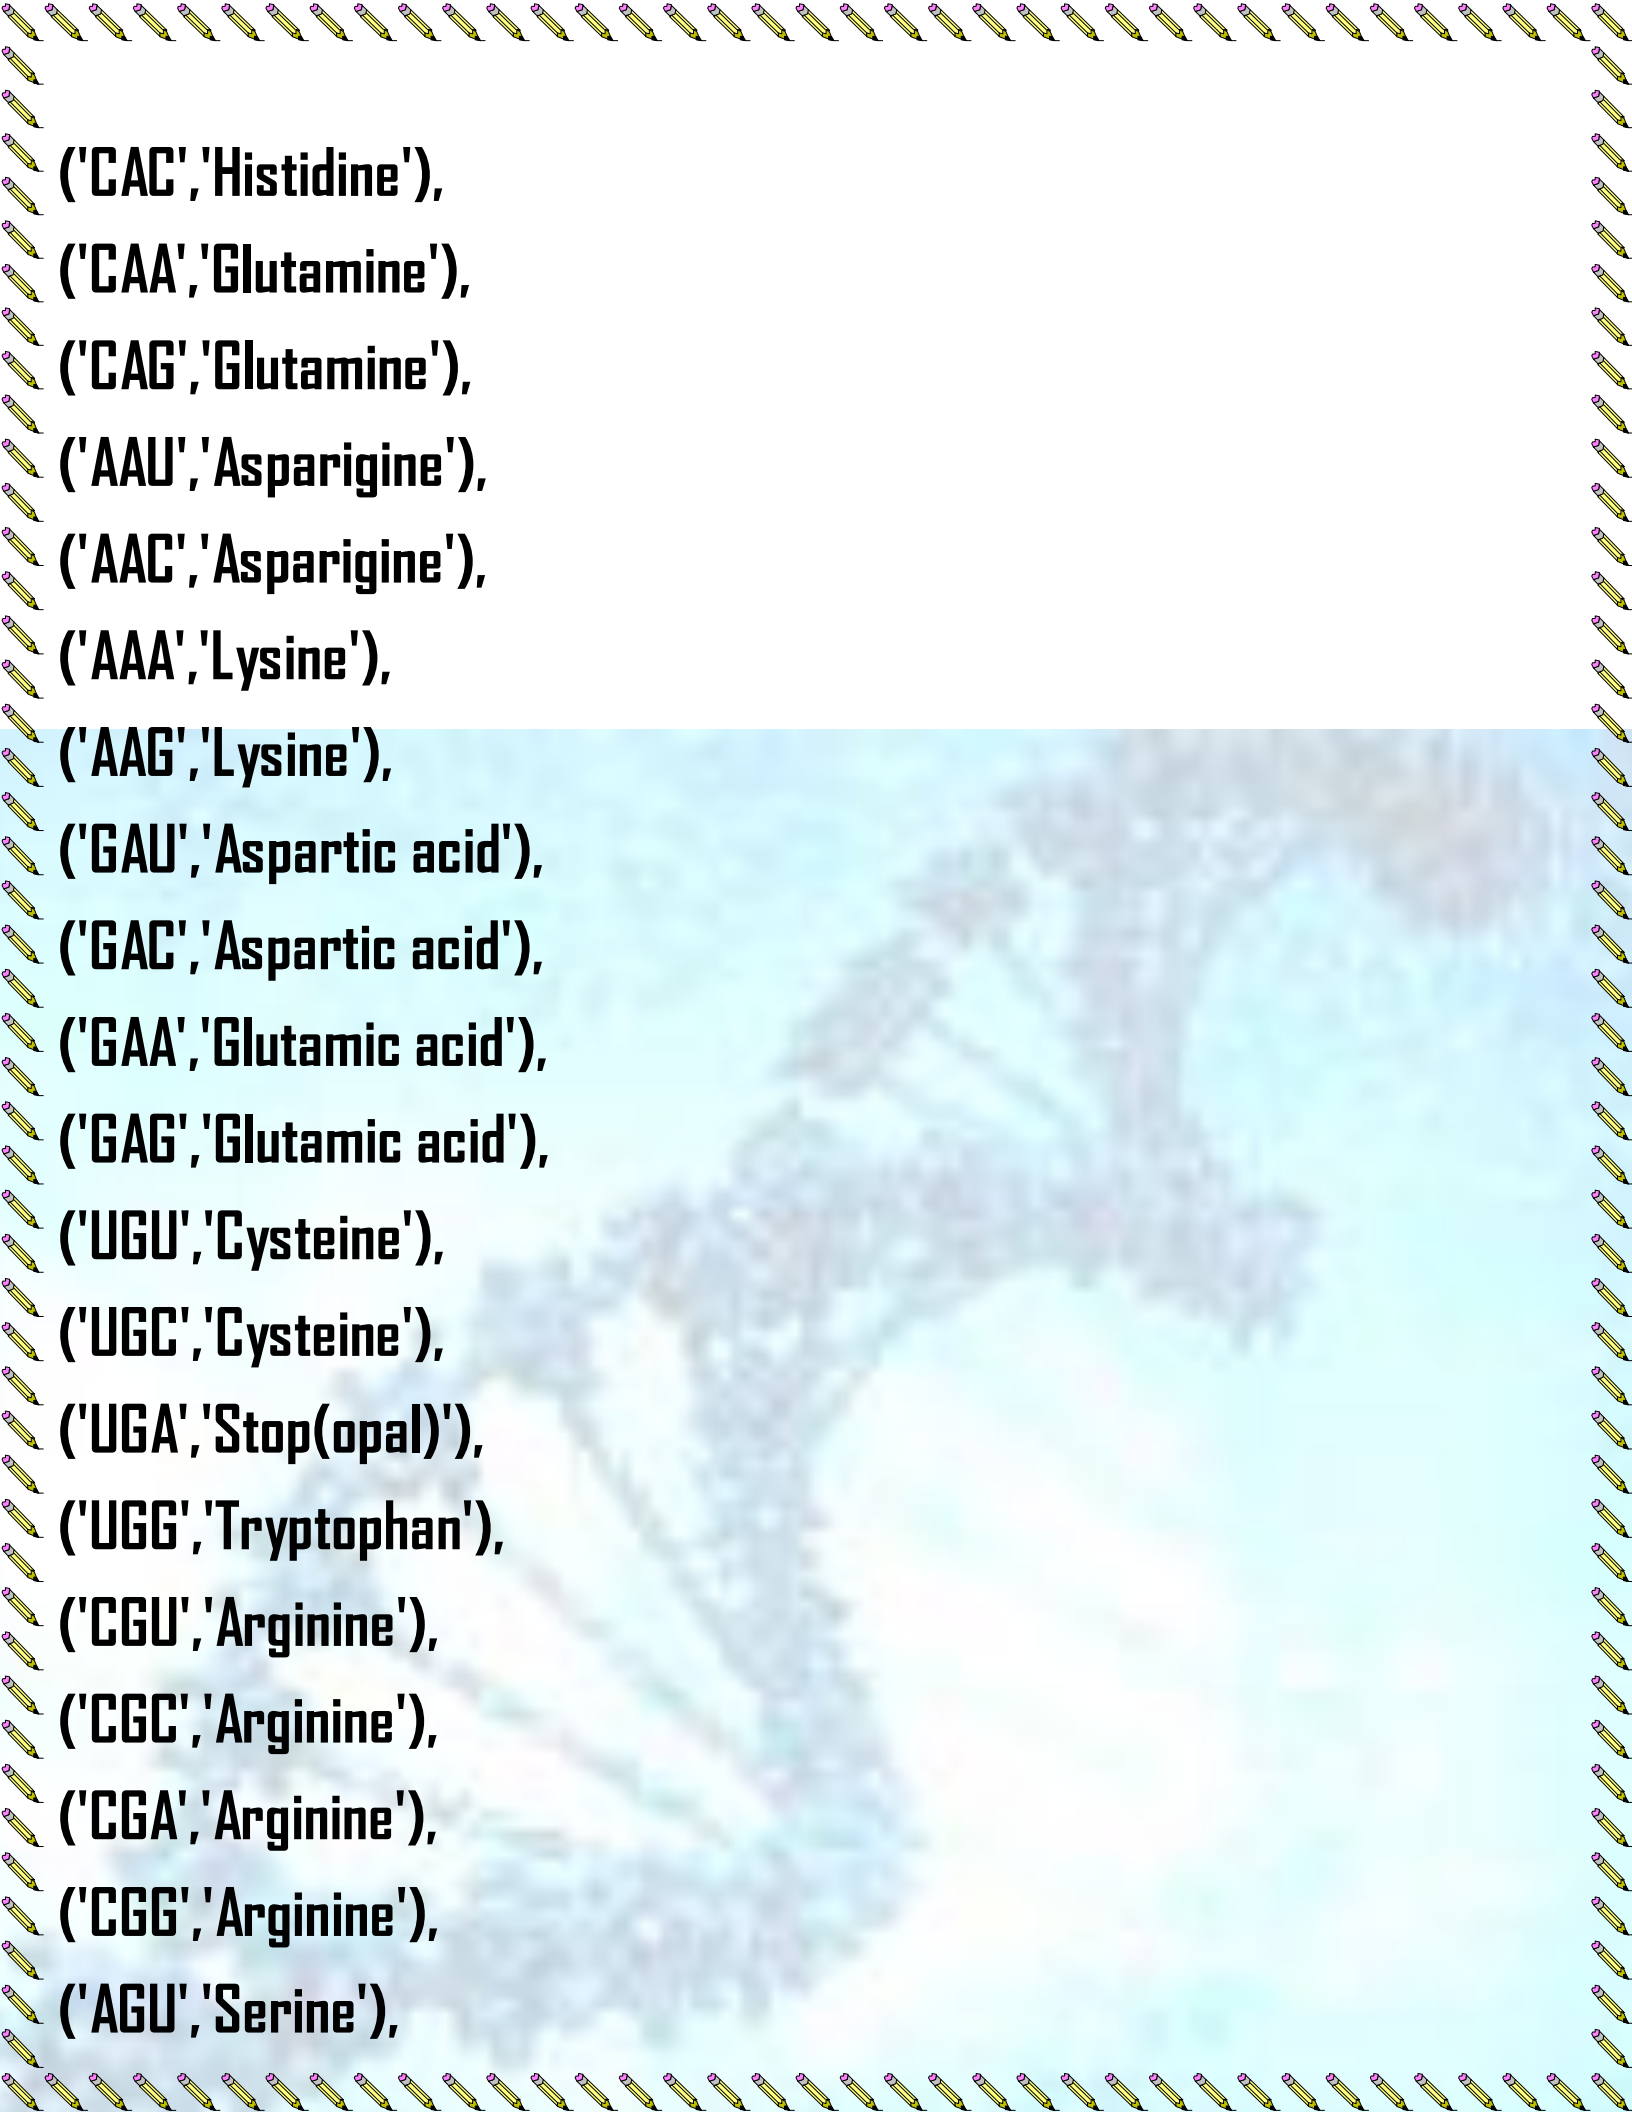 ('CAC','Histidine'),
('CAA','Glutamine'),
('CAG','Glutamine'),
('AAU','Asparigine'),
('AAC','Asparigine'),
('AAA','Lysine'),
('AAG','Lysine'),
('GAU','Aspartic acid'),
('GAC','Aspartic acid'),
('GAA','Glutamic acid'),
('GAG','Glutamic acid'),
('UGU','Cysteine'),
('UGC','Cysteine'),
('UGA','Stop(opal)'),
('UGG','Tryptophan'),
('CGU','Arginine'),
('CGC','Arginine'),
('CGA','Arginine'),
('CGG','Arginine'),
('AGU','Serine'),